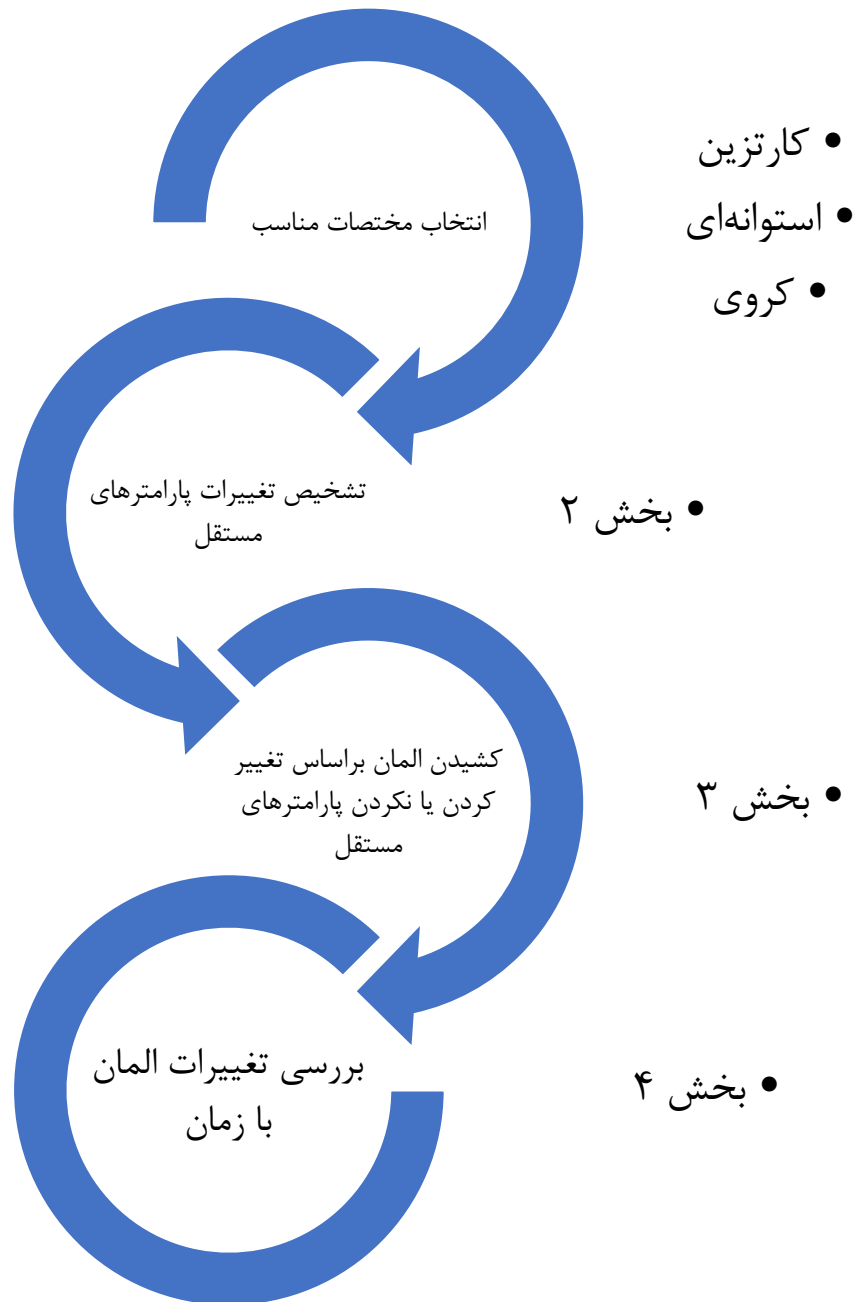 انتخاب مختصات مناسب
• کارتزین
• استوانه‌ای
• کروی
تشخیص تغییرات پارامترهای
مستقل
• بخش ۲
کشیدن المان براساس تغییر
کردن یا نکردن پارامترهای
مستقل
• بخش ۳
بررسی تغییرات المان
با زمان
• بخش ۴